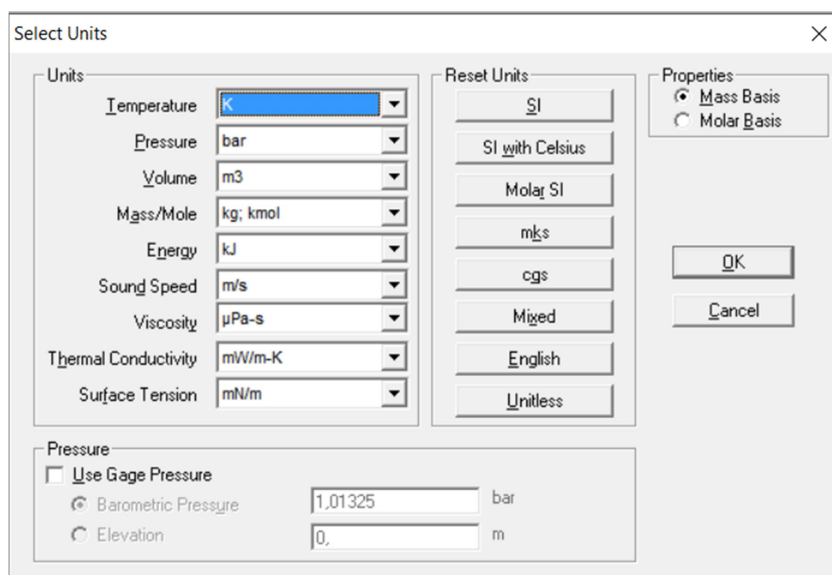 Select Units
Units
Temperature K
Pressure bar
Volume m3
Mass/Mole kg; kmol
Energy kJ
Sound Speed m/s
Viscosity µPa-s
Thermal Conductivity mW/m-K
Surface Tension mN/m
Reset Units
SI
SI with Celsius
Molar SI
mks
cgs
Mixed
English
Unitless
Properties
Mass Basis
Molar Basis
OK
Cancel
Pressure
Use Gage Pressure
Barometric Pressure 1,01325 bar
Elevation 0, m